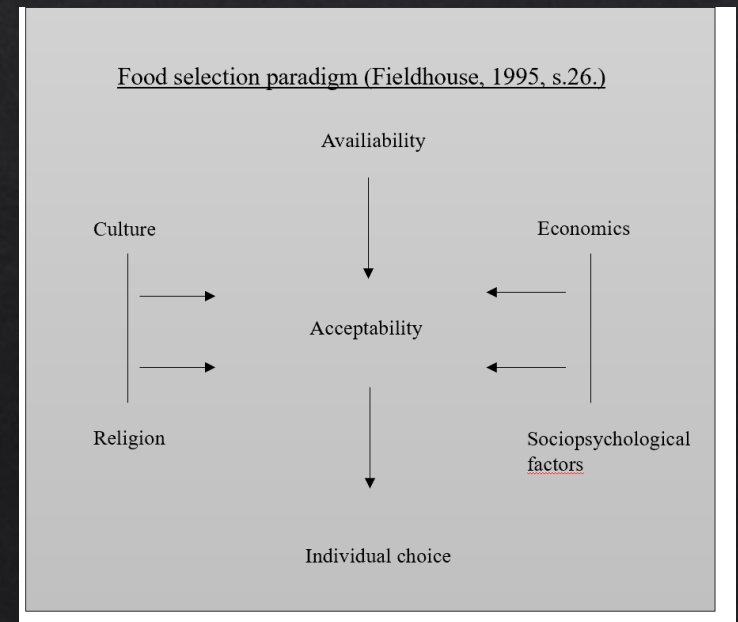 Food selection paradigm (Fieldhouse, 1995, s.26.)
Availiability
Culture
Economics
Acceptability
Religion
Sociopsychological
factors
Individual choice